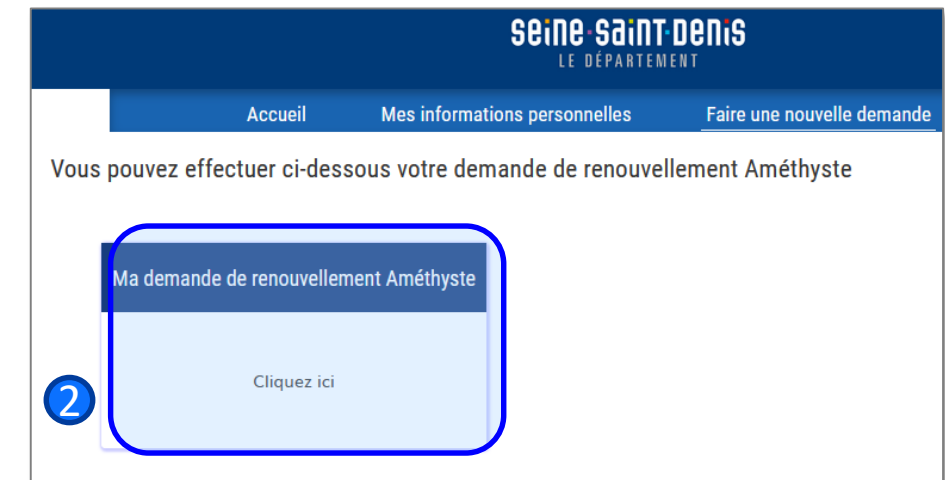 seine-saint-denis
LE DÉPARTEMENT
Accueil Mes informations personnelles Faire une nouvelle demande
Vous pouvez effectuer ci-dessous votre demande de renouvellement Améthyste
Ma demande de renouvellement Améthyste
Cliquez ici
2